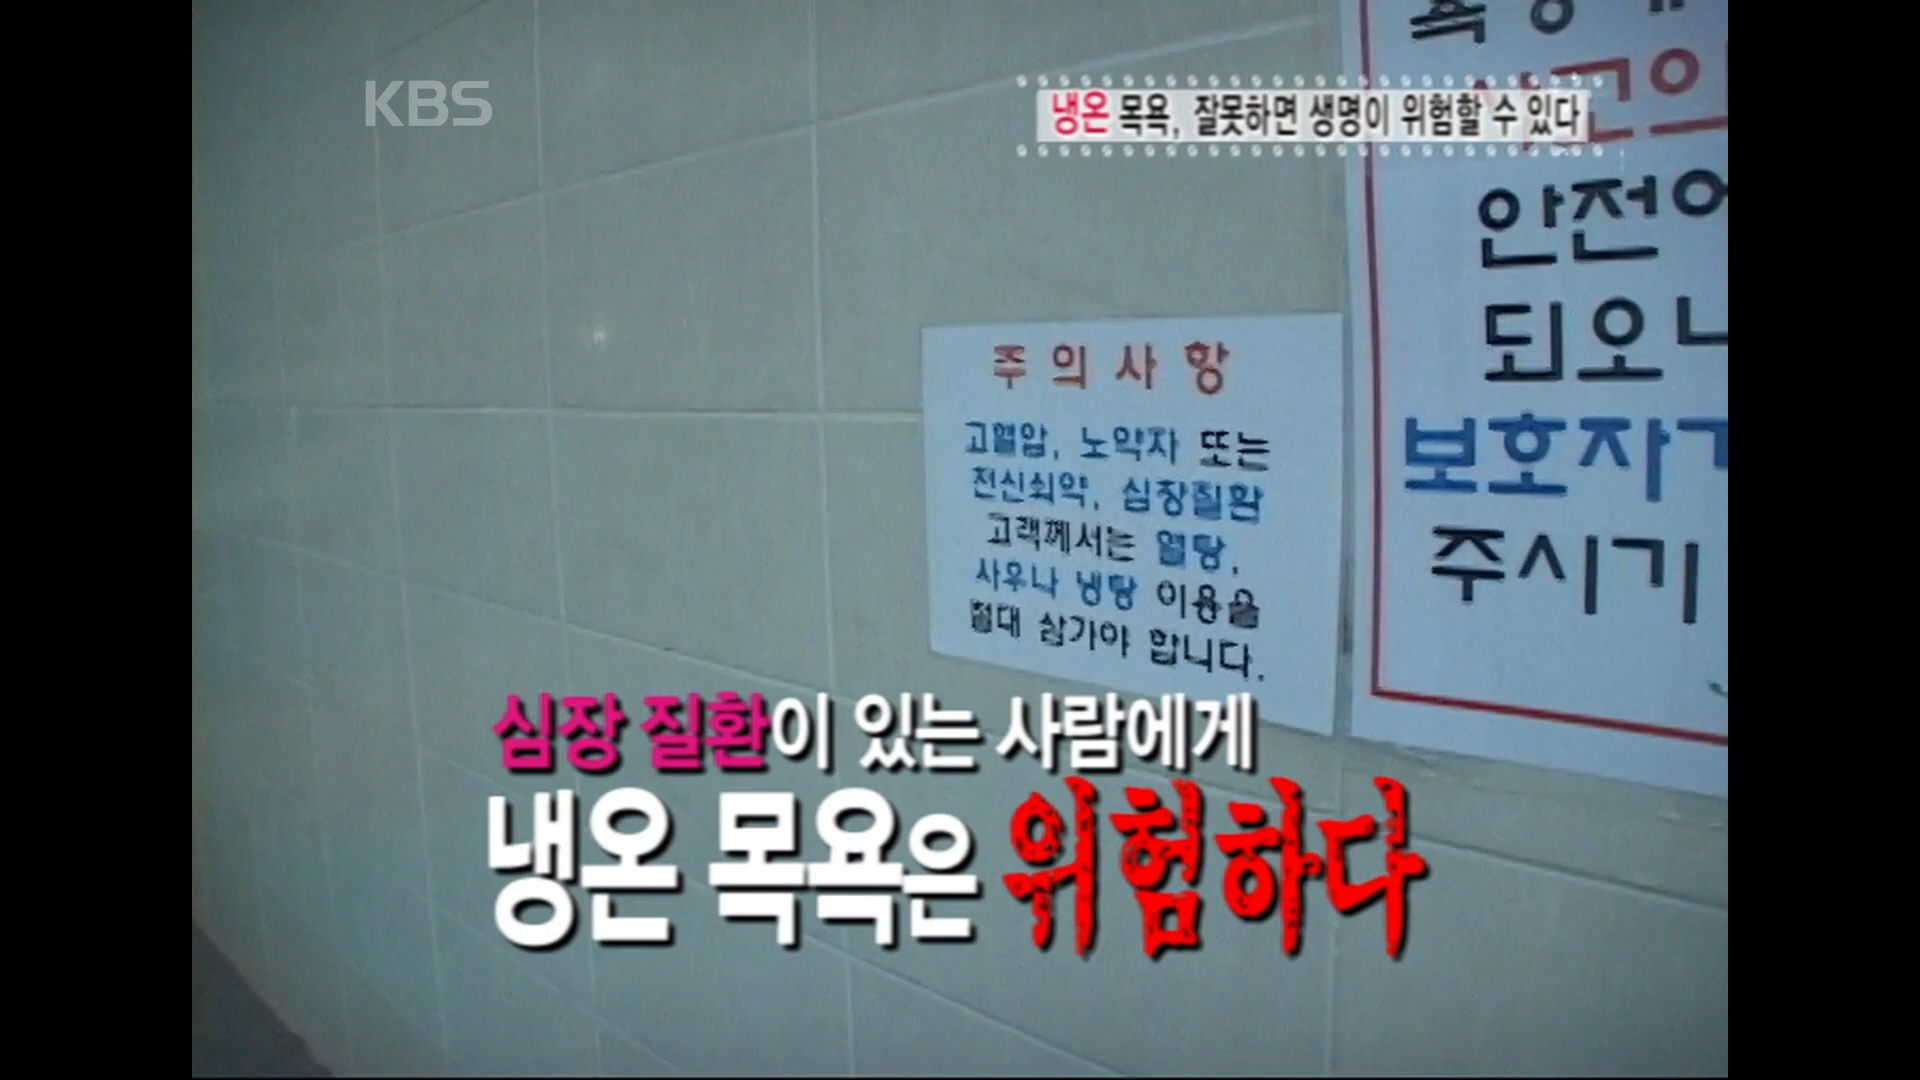 KBS
냉온 목욕, 잘못하면 생명이 위험할 수 있다
안전에
되오니
보호자
주시기
주의사항
고혈압, 노약자 또는
전신쇠약, 심장질환
고객께서는 열탕,
사우나 냉탕 이용을
절대 삼가야 합니다.
심장 질환이 있는 사람에게
냉온 목욕은 위험하다